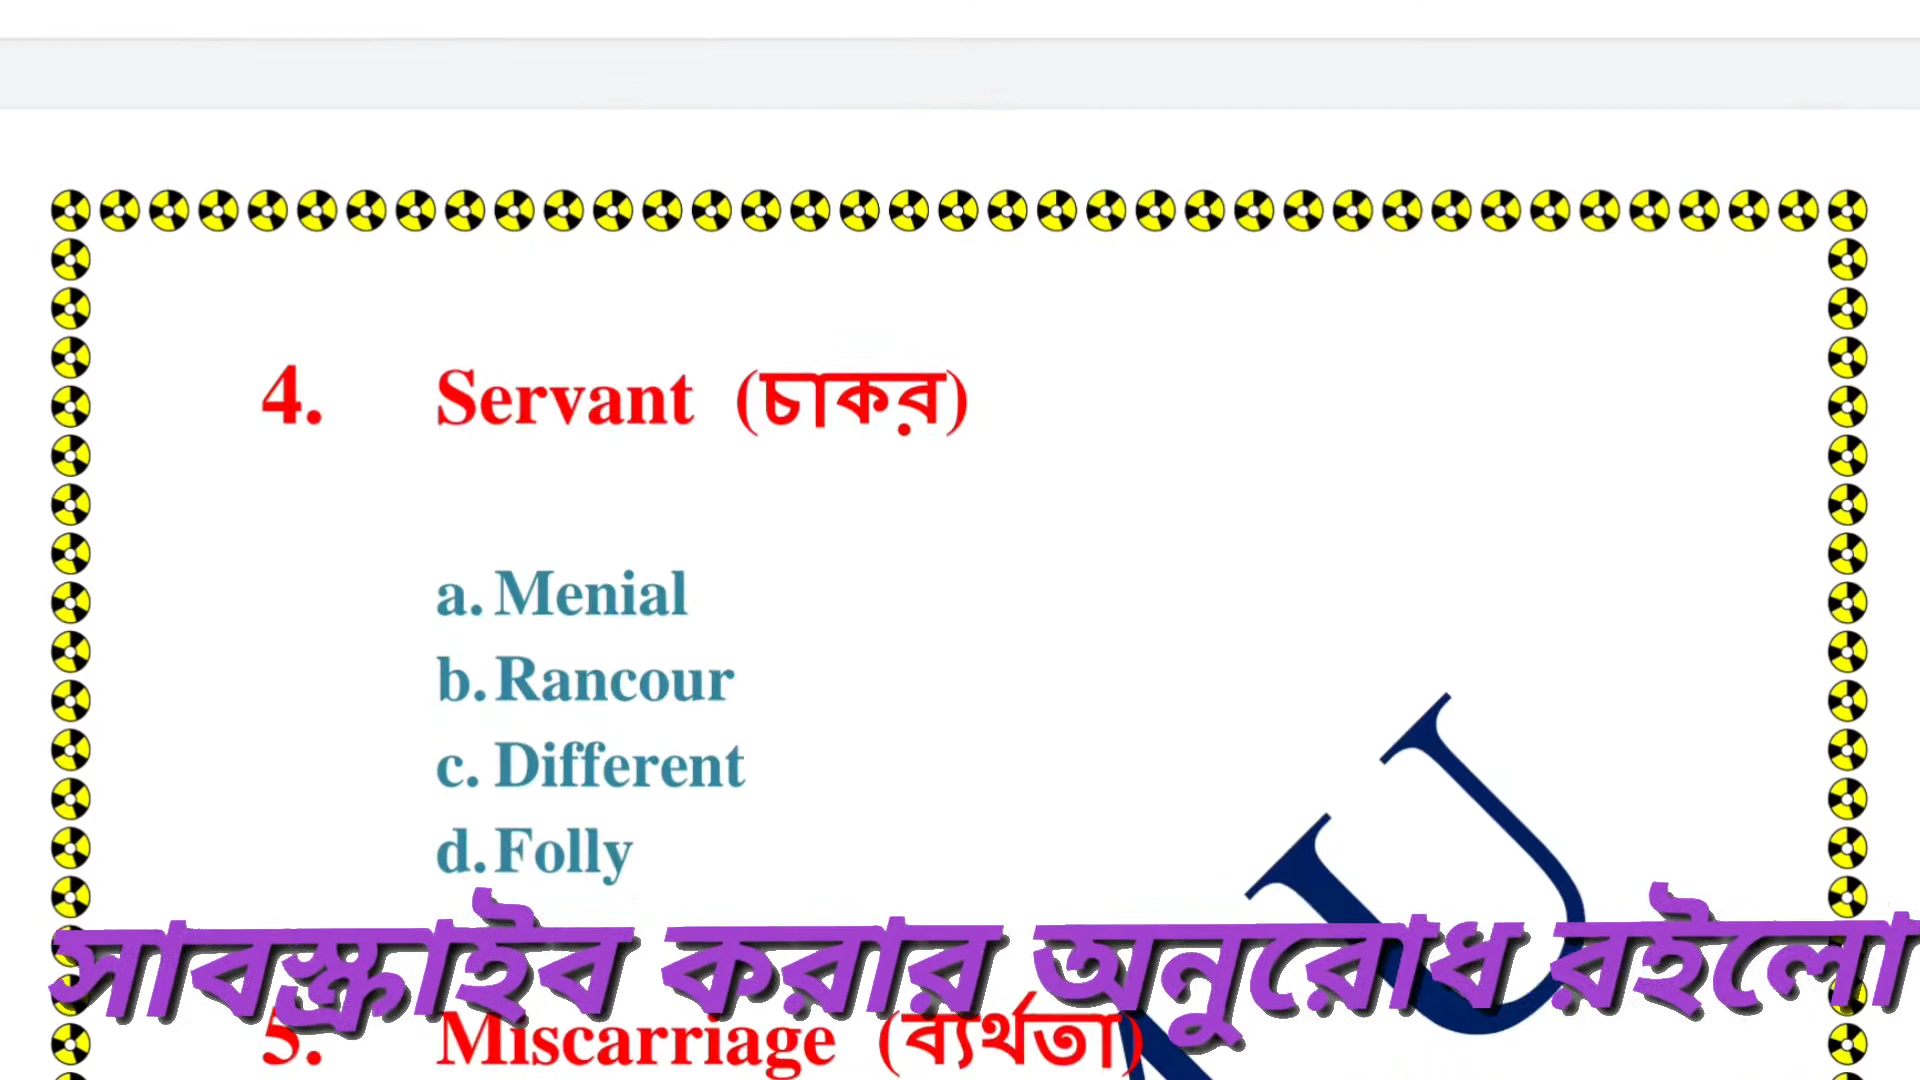 4. Servant (চাকর)
a. Menial
b. Rancour
c. Different
d. Folly
সাবস্ক্রাইব করার অনুরোধ রইলো
5. Miscarriage (ব্যর্থতা)
U